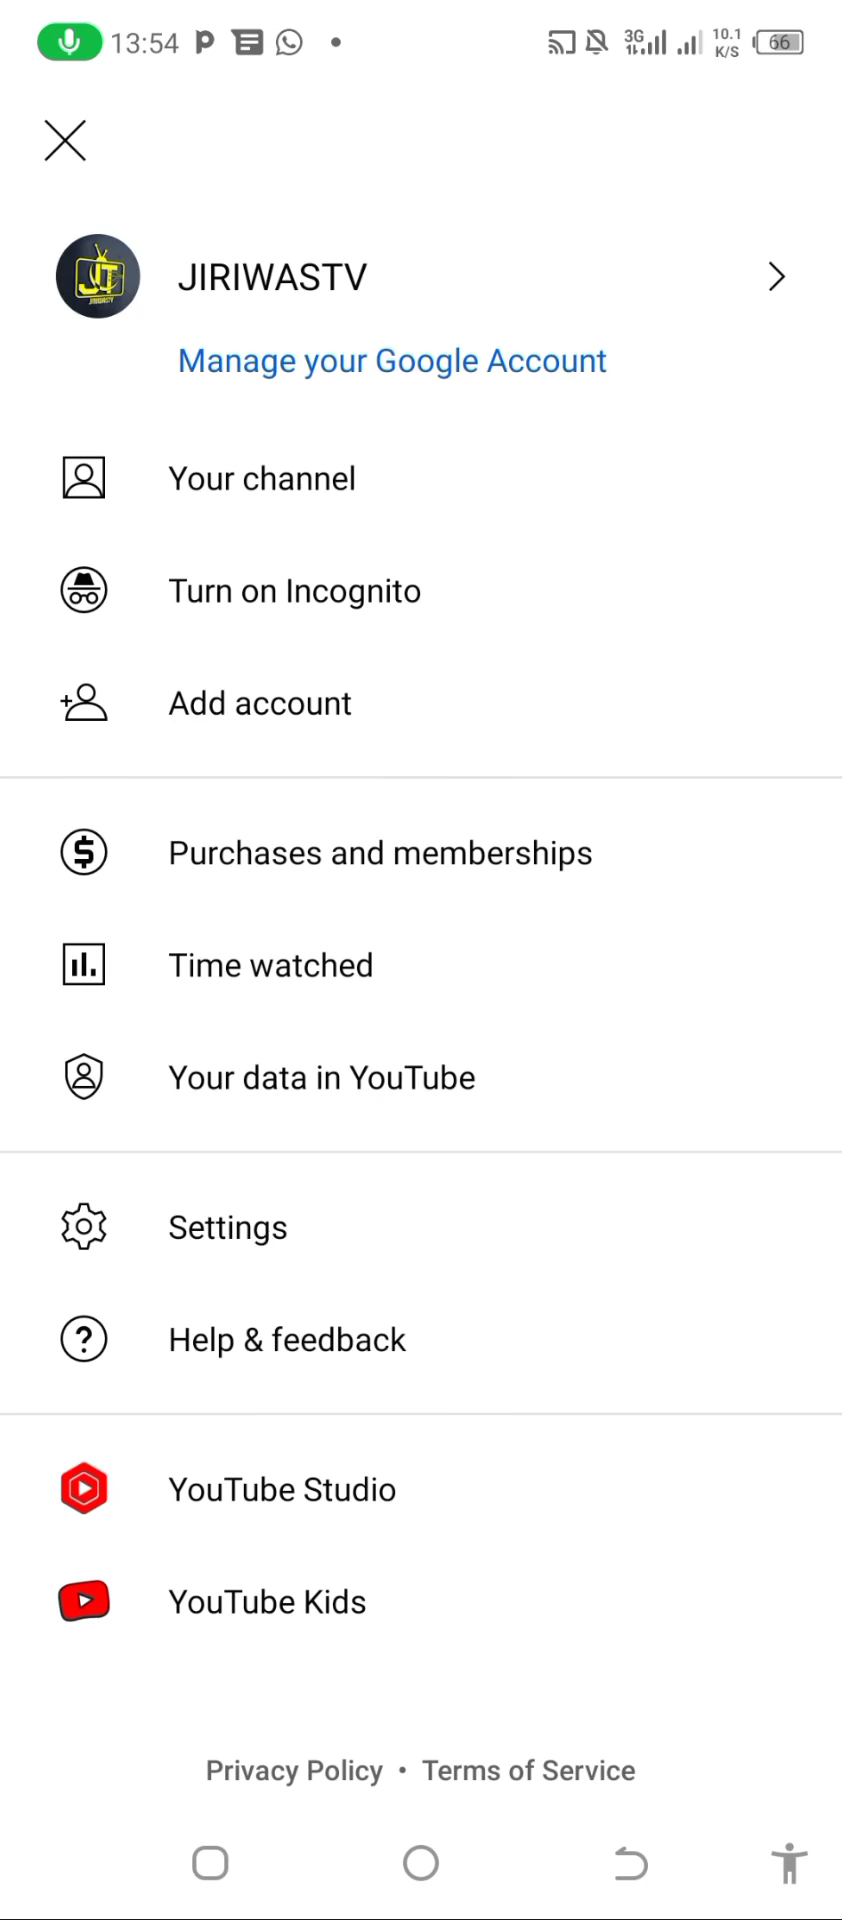 13:54 3G 10.1 K/S 66
JT
JIRIWASTV
JIRIWASTV
Manage your Google Account
Your channel
Turn on Incognito
Add account
Purchases and memberships
Time watched
Your data in YouTube
Settings
Help & feedback
YouTube Studio
YouTube Kids
Privacy Policy • Terms of Service